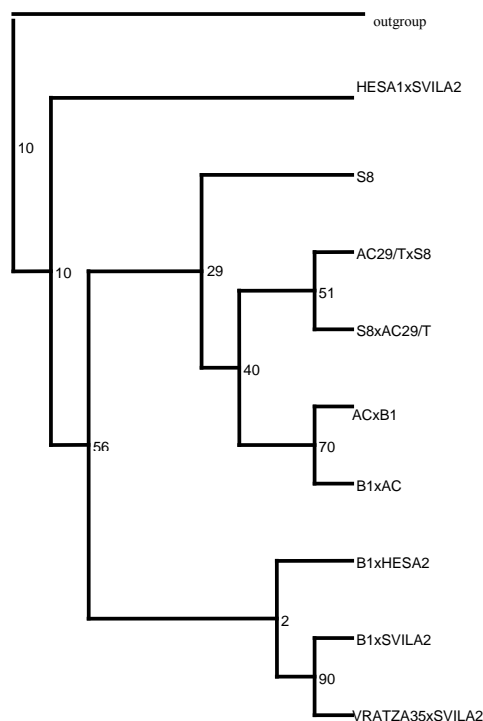 outgroup
HESA1xSVILA2
10
S8
AC29/TxS8
10
29
51
S8xAC29/T
40
ACxB1
56
70
B1xAC
B1xHESA2
2
B1xSVILA2
90
VRATZA35xSVILA2